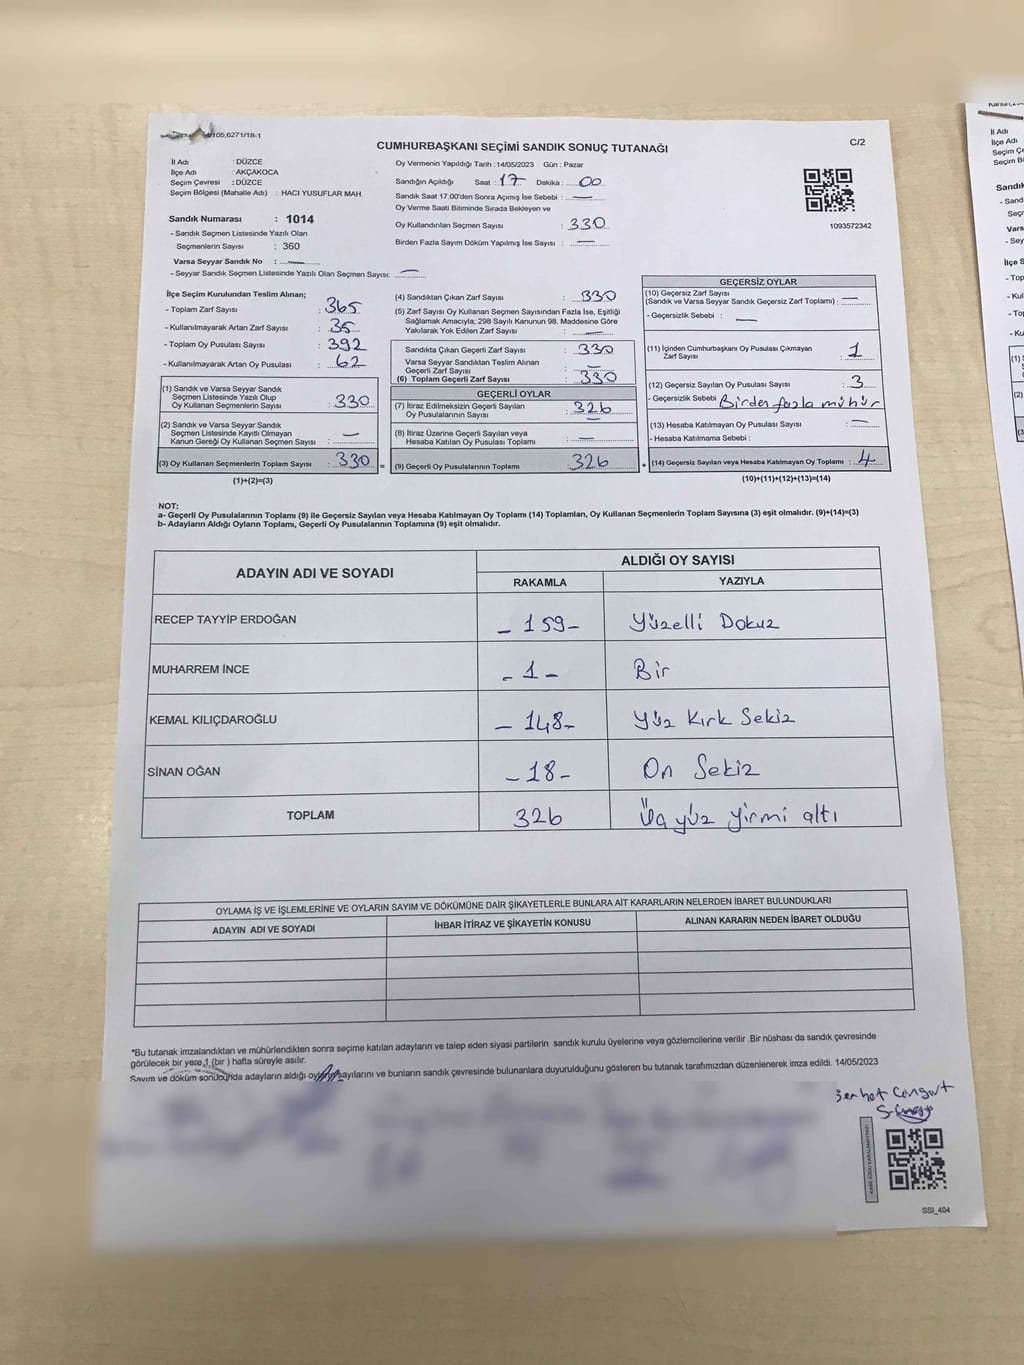 105,6271/18-1
CUMHURBAŞKANI SEÇİMİ SANDIK SONUÇ TUTANAĞI
C/2
İl Adı : DÜZCE
İlçe Adı : AKÇAKOCA
Seçim Çevresi : DÜZCE
Seçim Bölgesi (Mahalle Adı) : HACI YUSUFLAR MAH.
Sandık Numarası : 1014
- Sandık Seçmen Listesinde Yazılı Olan
Seçmenlerin Sayısı : 360
Varsa Seyyar Sandık No : —
- Seyyar Sandık Seçmen Listesinde Yazılı Olan Seçmen Sayısı: —
Oy Vermenin Yapıldığı Tarih : 14/05/2023 Gün : Pazar
Sandığın Açıldığı Saat : 17 Dakika : 00
Sandık Saat 17:00'den Sonra Açımış İse Sebebi : —
Oy Verme Saati Bitiminde Sırada Bekleyen ve
Oy Kullandırılan Seçmen Sayısı : 330
Birden Fazla Sayım Döküm Yapılmış İse Sayısı : —
1093572342
İlçe Seçim Kurulundan Teslim Alınan;
- Toplam Zarf Sayısı : 365
- Kullanılmayarak Artan Zarf Sayısı : 35
- Toplam Oy Pusulası Sayısı : 392
- Kullanılmayarak Artan Oy Pusulası : 62
(1) Sandık ve Varsa Seyyar Sandık
Seçmen Listesinde Yazılı Olup
Oy Kullanan Seçmenlerin Sayısı : 330
(2) Sandık ve Varsa Seyyar Sandık
Seçmen Listesinde Kayıtlı Olmayan
Kanun Gereği Oy Kullanan Seçmen Sayısı : —
(3) Oy Kullanan Seçmenlerin Toplam Sayısı : 330 =
(1)+(2)=(3)
(4) Sandıktan Çıkan Zarf Sayısı : 330
(5) Zarf Sayısı Oy Kullanan Seçmen Sayısından Fazla İse, Eşitliği
Sağlamak Amacıyla; 298 Sayılı Kanunun 98. Maddesine Göre
Yakılarak Yok Edilen Zarf Sayısı : —
Sandıkta Çıkan Geçerli Zarf Sayısı : 330
Varsa Seyyar Sandıktan Teslim Alınan
Geçerli Zarf Sayısı : —
(6) Toplam Geçerli Zarf Sayısı : 330
GEÇERLİ OYLAR
(7) İtiraz Edilmeksizin Geçerli Sayılan
Oy Pusulalarının Sayısı : 326
(8) İtiraz Üzerine Geçerli Sayılan veya
Hesaba Katılan Oy Pusulası Toplamı : —
(9) Geçerli Oy Pusulalarının Toplamı : 326 +
GEÇERSİZ OYLAR
(10) Geçersiz Zarf Sayısı
(Sandık ve Varsa Seyyar Sandık Geçersiz Zarf Toplamı) : —
- Geçersizlik Sebebi : —
(11) İçinden Cumhurbaşkanı Oy Pusulası Çıkmayan
Zarf Sayısı : 1
(12) Geçersiz Sayılan Oy Pusulası Sayısı : 3
- Geçersizlik Sebebi : Birden fazla mühür
(13) Hesaba Katılmayan Oy Pusulası Sayısı : —
- Hesaba Katılmama Sebebi :
(14) Geçersiz Sayılan veya Hesaba Katılmayan Oy Toplamı : 4
(10)+(11)+(12)+(13)=(14)
NOT:
a- Geçerli Oy Pusulalarının Toplamı (9) ile Geçersiz Sayılan veya Hesaba Katılmayan Oy Toplamı (14) Toplamları, Oy Kullanan Seçmenlerin Toplam Sayısına (3) eşit olmalıdır. (9)+(14)=(3)
b- Adayların Aldığı Oyların Toplamı, Geçerli Oy Pusulalarının Toplamına (9) eşit olmalıdır.
ADAYIN ADI VE SOYADI
ALDIĞI OY SAYISI
RAKAMLA YAZIYLA
RECEP TAYYİP ERDOĞAN - 159 - Yüzelli Dokuz
MUHARREM İNCE - 1 - Bir
KEMAL KILIÇDAROĞLU - 148 - Yüz Kırk Sekiz
SİNAN OĞAN - 18 - On Sekiz
TOPLAM 326 Üç yüz yirmi altı
OYLAMA İŞ VE İŞLEMLERİNE VE OYLARIN SAYIM VE DÖKÜMÜNE DAİR ŞİKAYETLERLE BUNLARA AİT KARARLARIN NELERDEN İBARET BULUNDUKLARI
ADAYIN ADI VE SOYADI İHBAR İTİRAZ VE ŞİKAYETİN KONUSU ALINAN KARARIN NEDEN İBARET OLDUĞU
*Bu tutanak imzalandıktan ve mühürlendikten sonra seçime katılan adayların ve talep eden siyasi partilerin sandık kurulu üyelerine veya gözlemcilerine verilir .Bir nüshası da sandık çevresinde
görülecek bir yere 1 (bir ) hafta süreyle asılır.
Sayım ve döküm sonucunda adayların aldığı oyların sayılarını ve bunların sandık çevresinde bulunanlara duyurulduğunu gösteren bu tutanak tarafımızdan düzenlenerek imza edildi. 14/05/2023
SSI_404
İl Adı
İlçe Adı